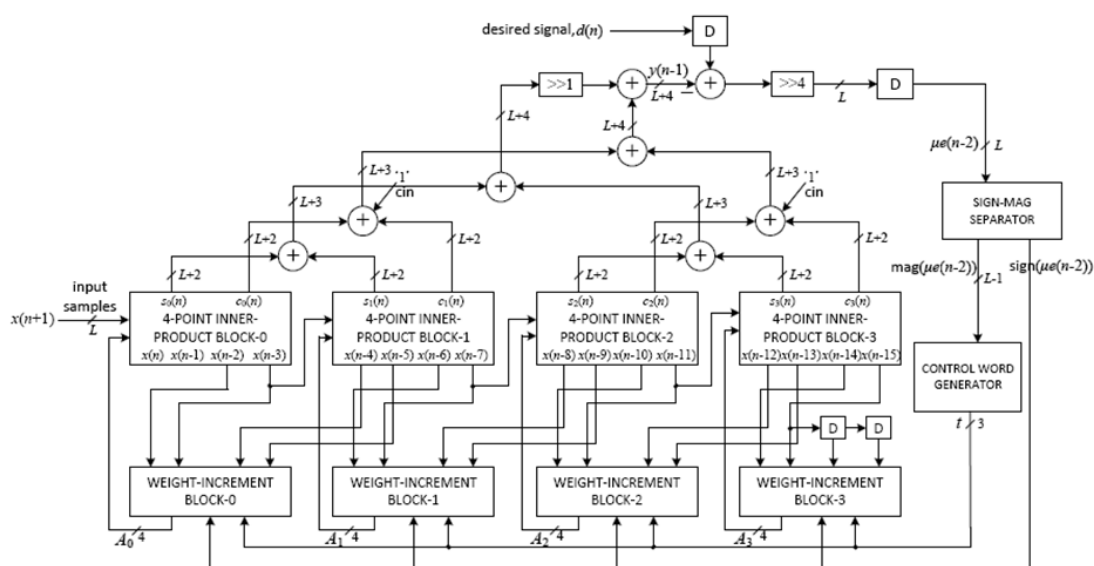 desired signal, d(n)
D
y(n-1)
>>1
+
L+4
−
+
>>4
L
D
L+4
L+4
μe(n-2)
L
+
L+3
'1'
cin
+
L+3
+
L+3
L+3
'1'
cin
+
SIGN-MAG
SEPARATOR
L+2
+
L+2
+
L+2
L+2
L+2
L+2
L+2
L+2
mag(μe(n-2))
L-1
sign(μe(n-2))
input
samples
x(n+1)
L
s₀(n) c₀(n)
4-POINT INNER-
PRODUCT BLOCK-0
x(n) x(n-1) x(n-2) x(n-3)
s₁(n) c₁(n)
4-POINT INNER-
PRODUCT BLOCK-1
x(n-4) x(n-5) x(n-6) x(n-7)
s₂(n) c₂(n)
4-POINT INNER-
PRODUCT BLOCK-2
x(n-8) x(n-9) x(n-10) x(n-11)
s₃(n) c₃(n)
4-POINT INNER-
PRODUCT BLOCK-3
x(n-12) x(n-13) x(n-14) x(n-15)
CONTROL WORD
GENERATOR
t 3
D
D
WEIGHT-INCREMENT
BLOCK-0
WEIGHT-INCREMENT
BLOCK-1
WEIGHT-INCREMENT
BLOCK-2
WEIGHT-INCREMENT
BLOCK-3
A₀ 4
A₁ 4
A₂ 4
A₃ 4